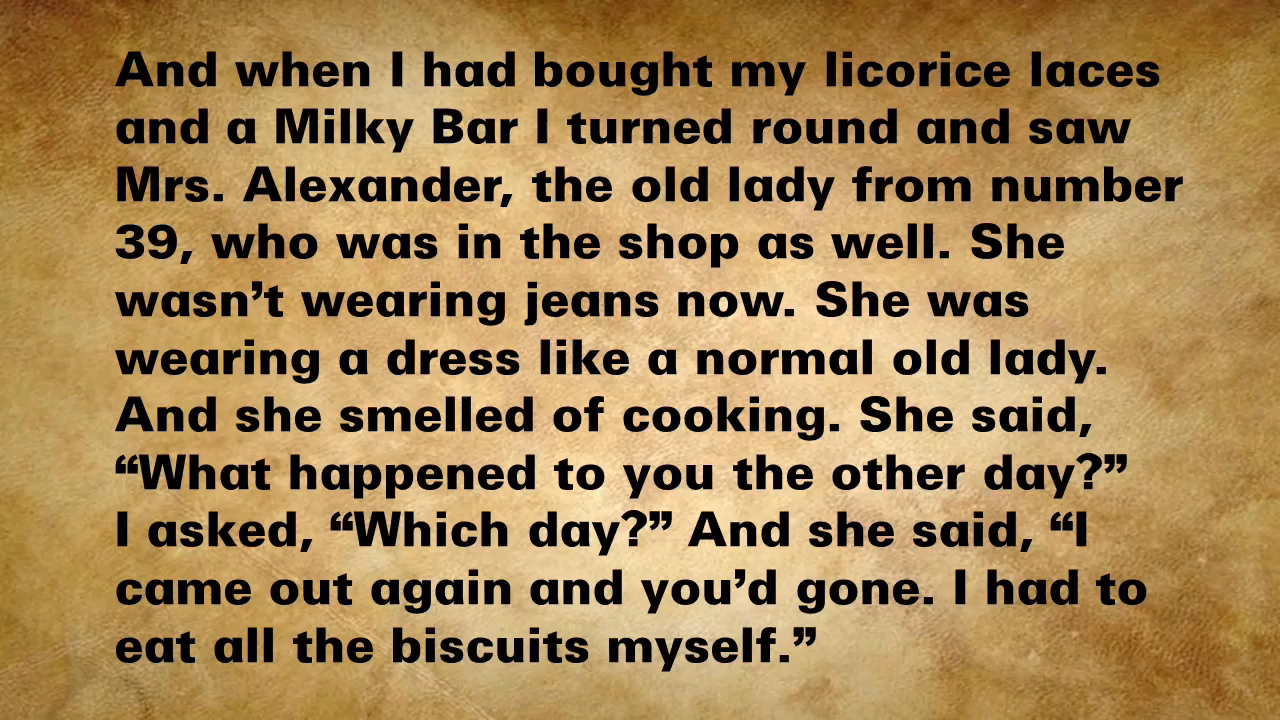 And when I had bought my licorice laces
and a Milky Bar I turned round and saw
Mrs. Alexander, the old lady from number
39, who was in the shop as well. She
wasn’t wearing jeans now. She was
wearing a dress like a normal old lady.
And she smelled of cooking. She said,
“What happened to you the other day?”
I asked, “Which day?” And she said, “I
came out again and you’d gone. I had to
eat all the biscuits myself.”